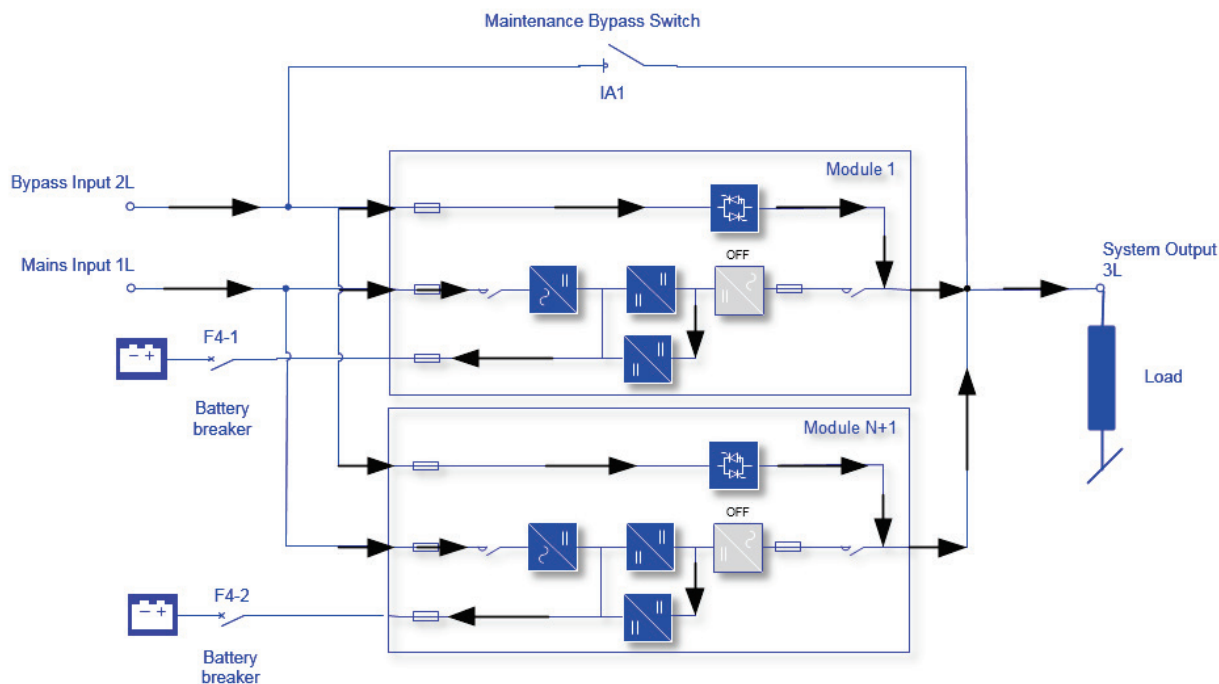 Maintenance Bypass Switch
IA1
Module 1
Bypass Input 2L
Mains Input 1L
OFF
System Output
3L
F4-1
Battery
breaker
Load
Module N+1
OFF
F4-2
Battery
breaker